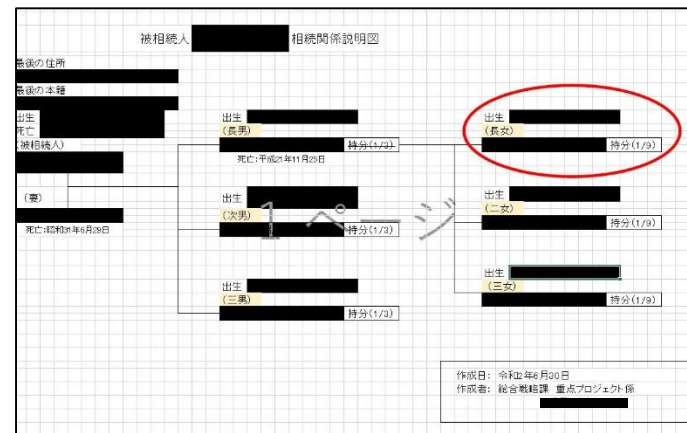 被相続人 相続関係説明図
最後の住所
最後の本籍
出生
死亡
(被相続人)
(妻)
死亡:昭和31年6月29日
出生
(長男)
持分(1/3)
死亡:平成21年11月25日
出生
(次男)
持分(1/3)
出生
(三男)
持分(1/3)
出生
(長女)
持分(1/9)
出生
(二女)
持分(1/9)
出生
(三女)
持分(1/9)
1 ページ
作成日: 令和2年6月30日
作成者: 総合戦略課 重点プロジェクト係